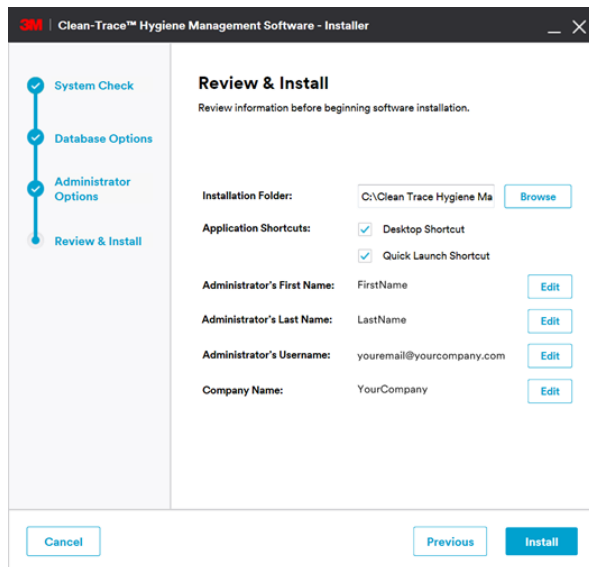 3M | Clean-Trace™ Hygiene Management Software - Installer
System Check
Database Options
Administrator
Options
Review & Install
Review & Install
Review information before beginning software installation.
Installation Folder: C:\Clean Trace Hygiene Ma Browse
Application Shortcuts: Desktop Shortcut
Quick Launch Shortcut
Administrator's First Name: FirstName Edit
Administrator's Last Name: LastName Edit
Administrator's Username: youremail@yourcompany.com Edit
Company Name: YourCompany Edit
Cancel Previous Install